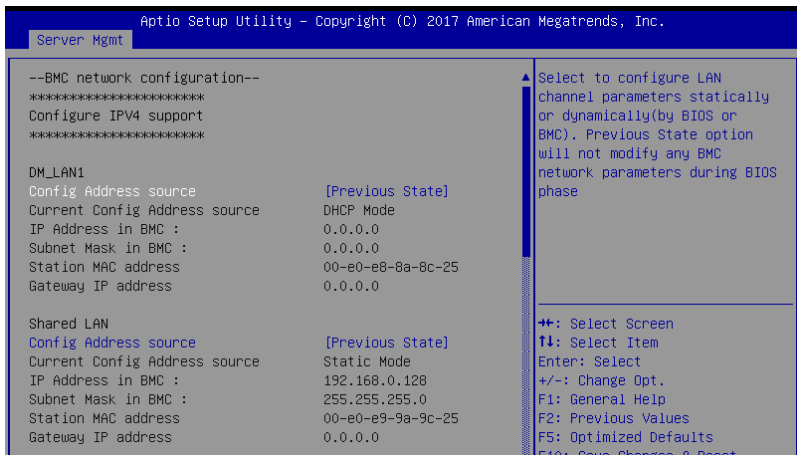 Aptio Setup Utility – Copyright (C) 2017 American Megatrends, Inc.
Server Mgmt
--BMC network configuration--
**********************
Configure IPV4 support
**********************
DM_LAN1
Config Address source [Previous State]
Current Config Address source DHCP Mode
IP Address in BMC : 0.0.0.0
Subnet Mask in BMC : 0.0.0.0
Station MAC address 00-e0-e8-8a-8c-25
Gateway IP address 0.0.0.0
Shared LAN
Config Address source [Previous State]
Current Config Address source Static Mode
IP Address in BMC : 192.168.0.128
Subnet Mask in BMC : 255.255.255.0
Station MAC address 00-e0-e9-9a-9c-25
Gateway IP address 0.0.0.0
Select to configure LAN
channel parameters statically
or dynamically(by BIOS or
BMC). Previous State option
will not modify any BMC
network parameters during BIOS
phase
→←: Select Screen
↑↓: Select Item
Enter: Select
+/-: Change Opt.
F1: General Help
F2: Previous Values
F5: Optimized Defaults